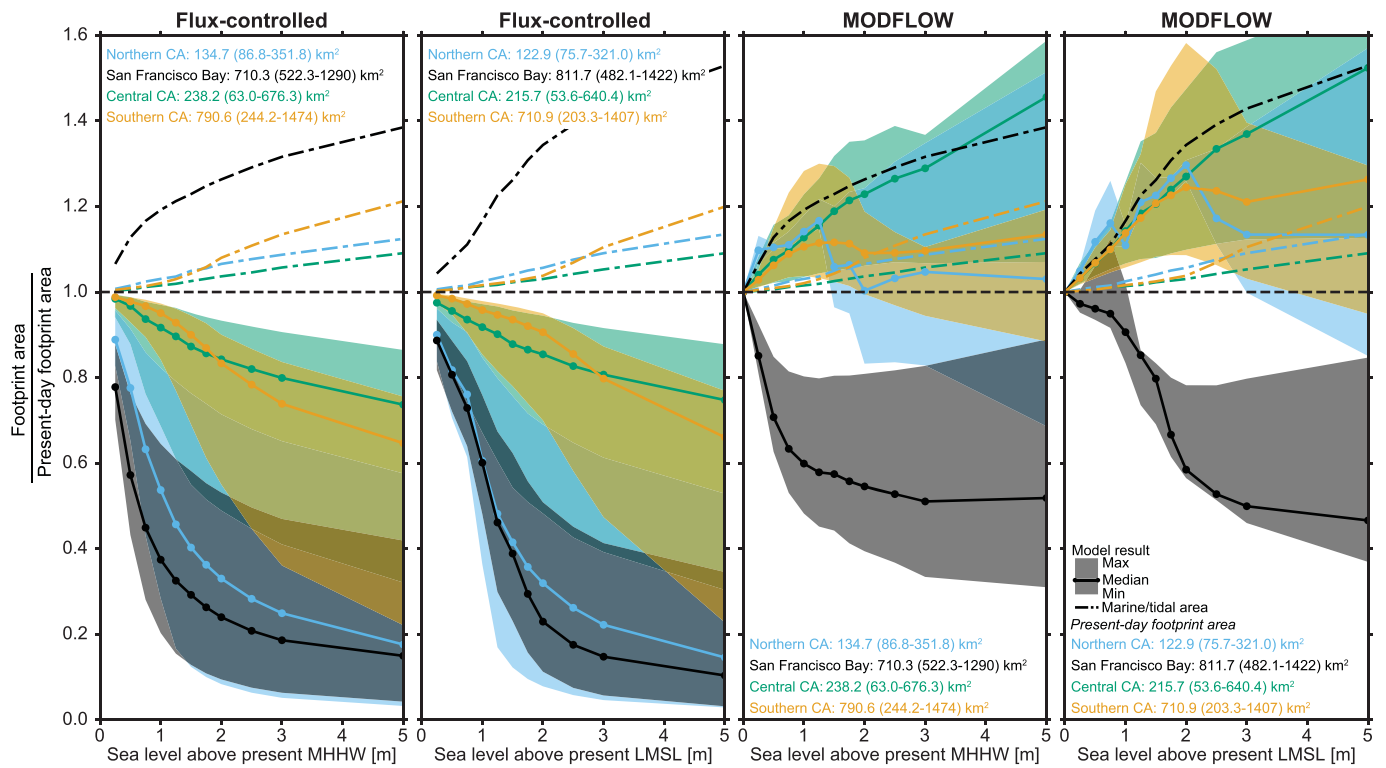 Flux-controlled
Flux-controlled
MODFLOW
MODFLOW
Footprint area
Present-day footprint area
1.6
1.4
1.2
1.0
0.8
0.6
0.4
0.2
0.0
Northern CA: 134.7 (86.8-351.8) km²
San Francisco Bay: 710.3 (522.3-1290) km²
Central CA: 238.2 (63.0-676.3) km²
Southern CA: 790.6 (244.2-1474) km²
Northern CA: 122.9 (75.7-321.0) km²
San Francisco Bay: 811.7 (482.1-1422) km²
Central CA: 215.7 (53.6-640.4) km²
Southern CA: 710.9 (203.3-1407) km²
Northern CA: 134.7 (86.8-351.8) km²
San Francisco Bay: 710.3 (522.3-1290) km²
Central CA: 238.2 (63.0-676.3) km²
Southern CA: 790.6 (244.2-1474) km²
Model result
Max
Median
Min
Marine/tidal area
Present-day footprint area
Northern CA: 122.9 (75.7-321.0) km²
San Francisco Bay: 811.7 (482.1-1422) km²
Central CA: 215.7 (53.6-640.4) km²
Southern CA: 710.9 (203.3-1407) km²
0 1 2 3 4 5
0 1 2 3 4 5
0 1 2 3 4 5
0 1 2 3 4 5
Sea level above present MHHW [m]
Sea level above present LMSL [m]
Sea level above present MHHW [m]
Sea level above present LMSL [m]